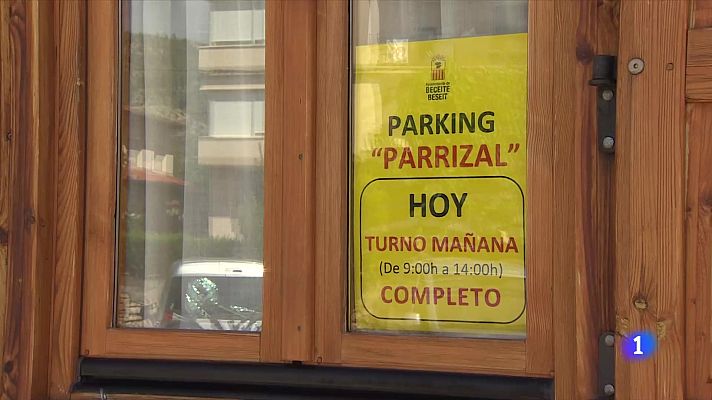 Ayuntamiento de
BECEITE
BESEIT
PARKING
"PARRIZAL"
HOY
TURNO MAÑANA
(De 9:00h a 14:00h)
COMPLETO
1